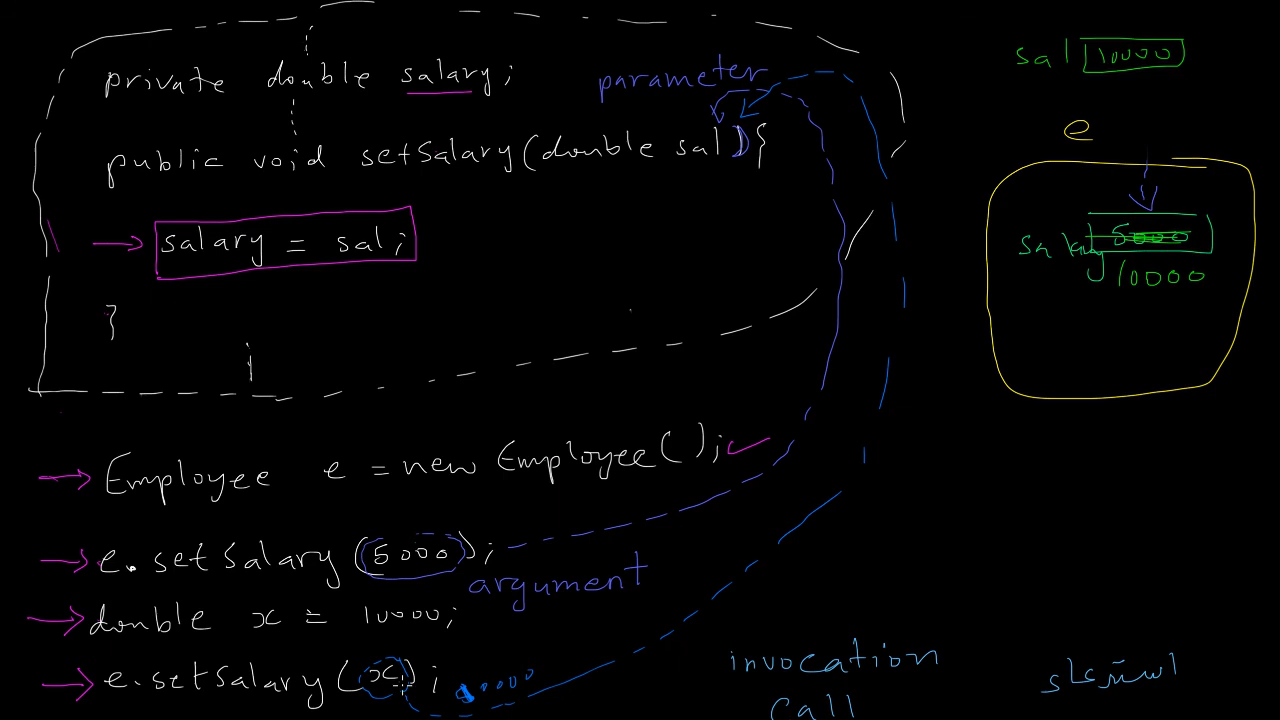 private double salary;
parameter
public void setSalary(double sal){
salary = sal;
}
sal 10000
e
salary 5000
10000
Employee e = new Employee();
e.setSalary(5000);
argument
double x = 10000;
e.setSalary(x);
10000
invocation
call
استدعاء